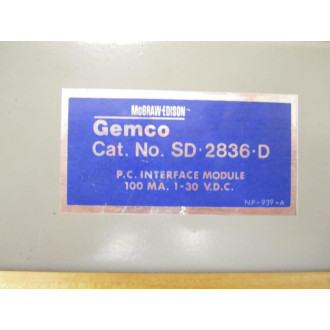 McGRAW-EDISON
Gemco
Cat. No. SD·2836·D
P.C. INTERFACE MODULE
100 MA. 1-30 V.D.C.
NP-939-A